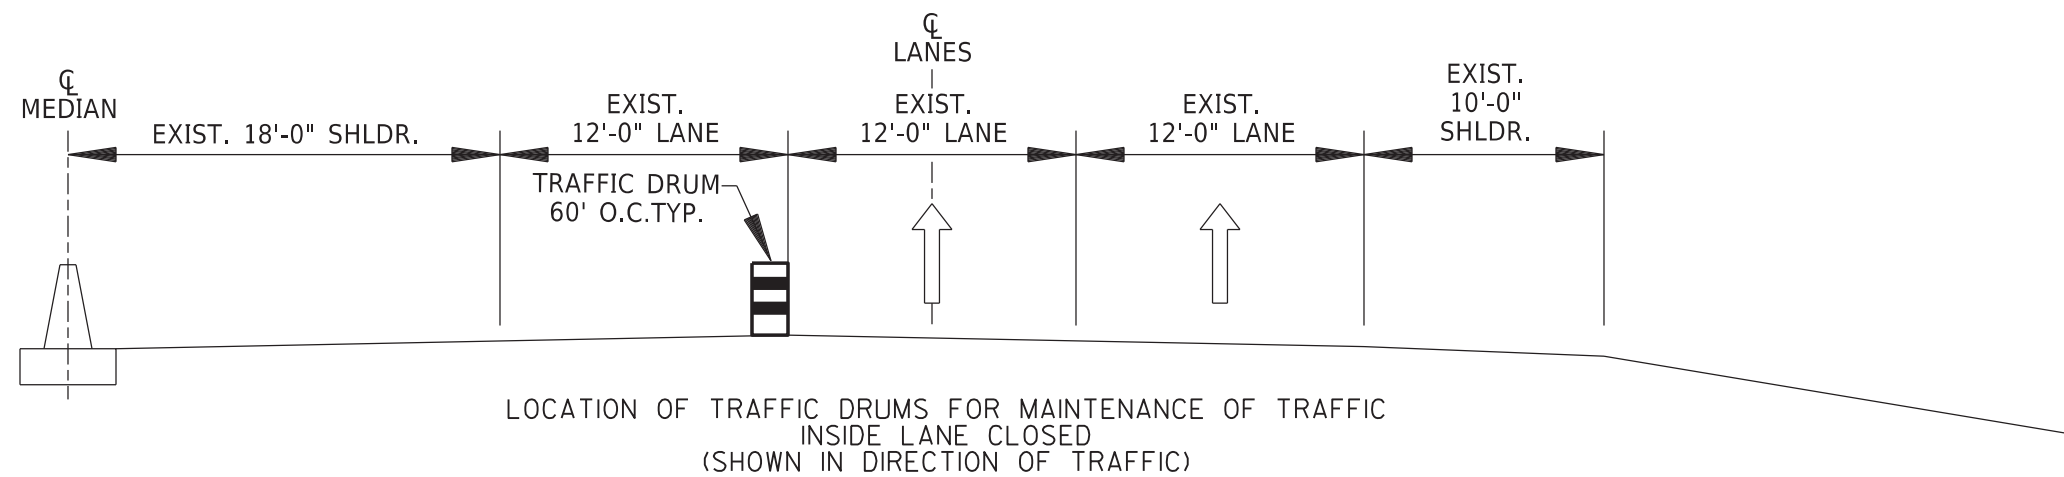 ℄
MEDIAN
EXIST. 18'-0" SHLDR.
EXIST.
12'-0" LANE
℄
LANES
EXIST.
12'-0" LANE
EXIST.
12'-0" LANE
EXIST.
10'-0"
SHLDR.
TRAFFIC DRUM
60' O.C.TYP.
LOCATION OF TRAFFIC DRUMS FOR MAINTENANCE OF TRAFFIC
INSIDE LANE CLOSED
(SHOWN IN DIRECTION OF TRAFFIC)